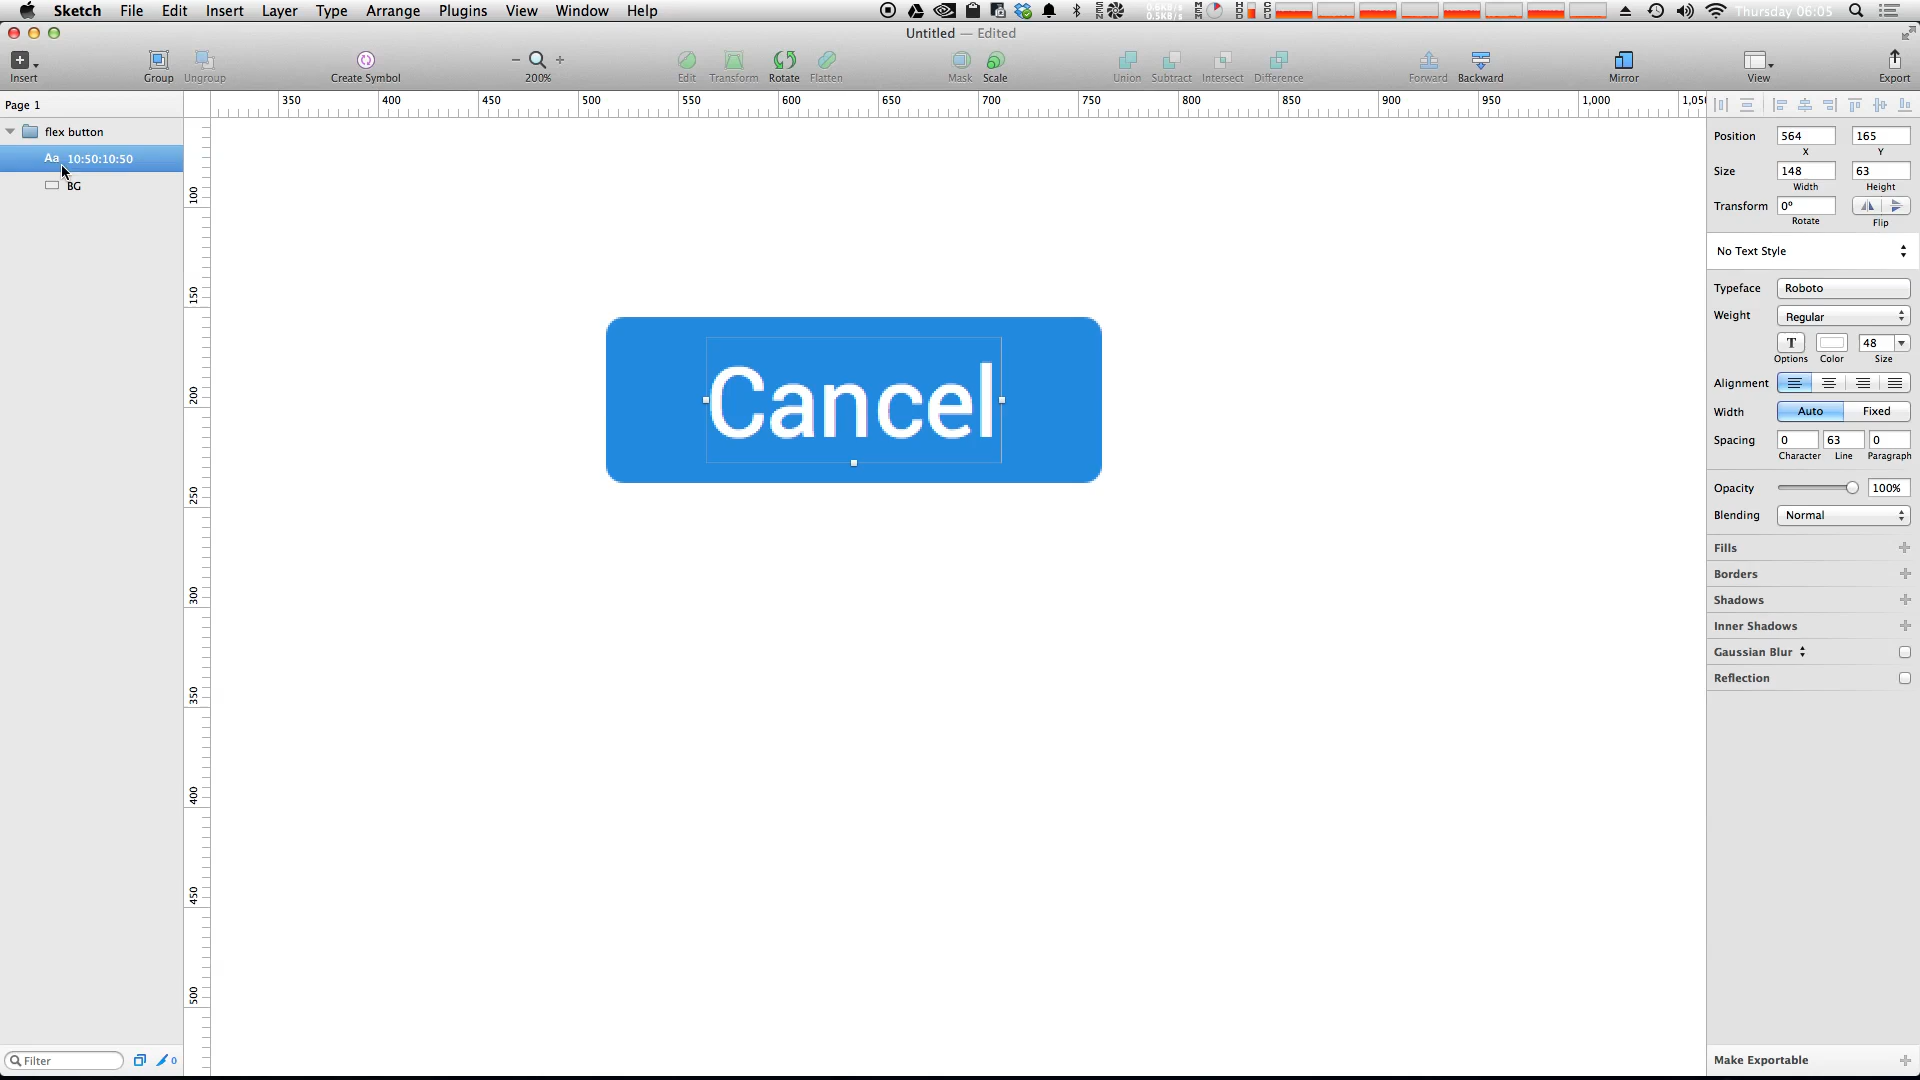 Sketch File Edit Insert Layer Type Arrange Plugins View Window Help Thursday 06:05
Untitled — Edited
Insert Group Ungroup Create Symbol 200% Edit Transform Rotate Flatten Mask Scale Union Subtract Intersect Difference Forward Backward Mirror View Export
Page 1
350 400 450 500 550 600 650 700 750 800 850 900 950 1,000 1,05
flex button
Aa 10:50:10:50
BG
100
150
200
250
300
350
400
450
500
Cancel
Position 564 165
X Y
Size 148 63
Width Height
Transform 0º
Rotate Flip
No Text Style
Typeface Roboto
Weight Regular
T 48
Options Color Size
Alignment
Width Auto Fixed
Spacing 0 63 0
Character Line Paragraph
Opacity 100%
Blending Normal
Fills
Borders
Shadows
Inner Shadows
Gaussian Blur
Reflection
Filter 0
Make Exportable